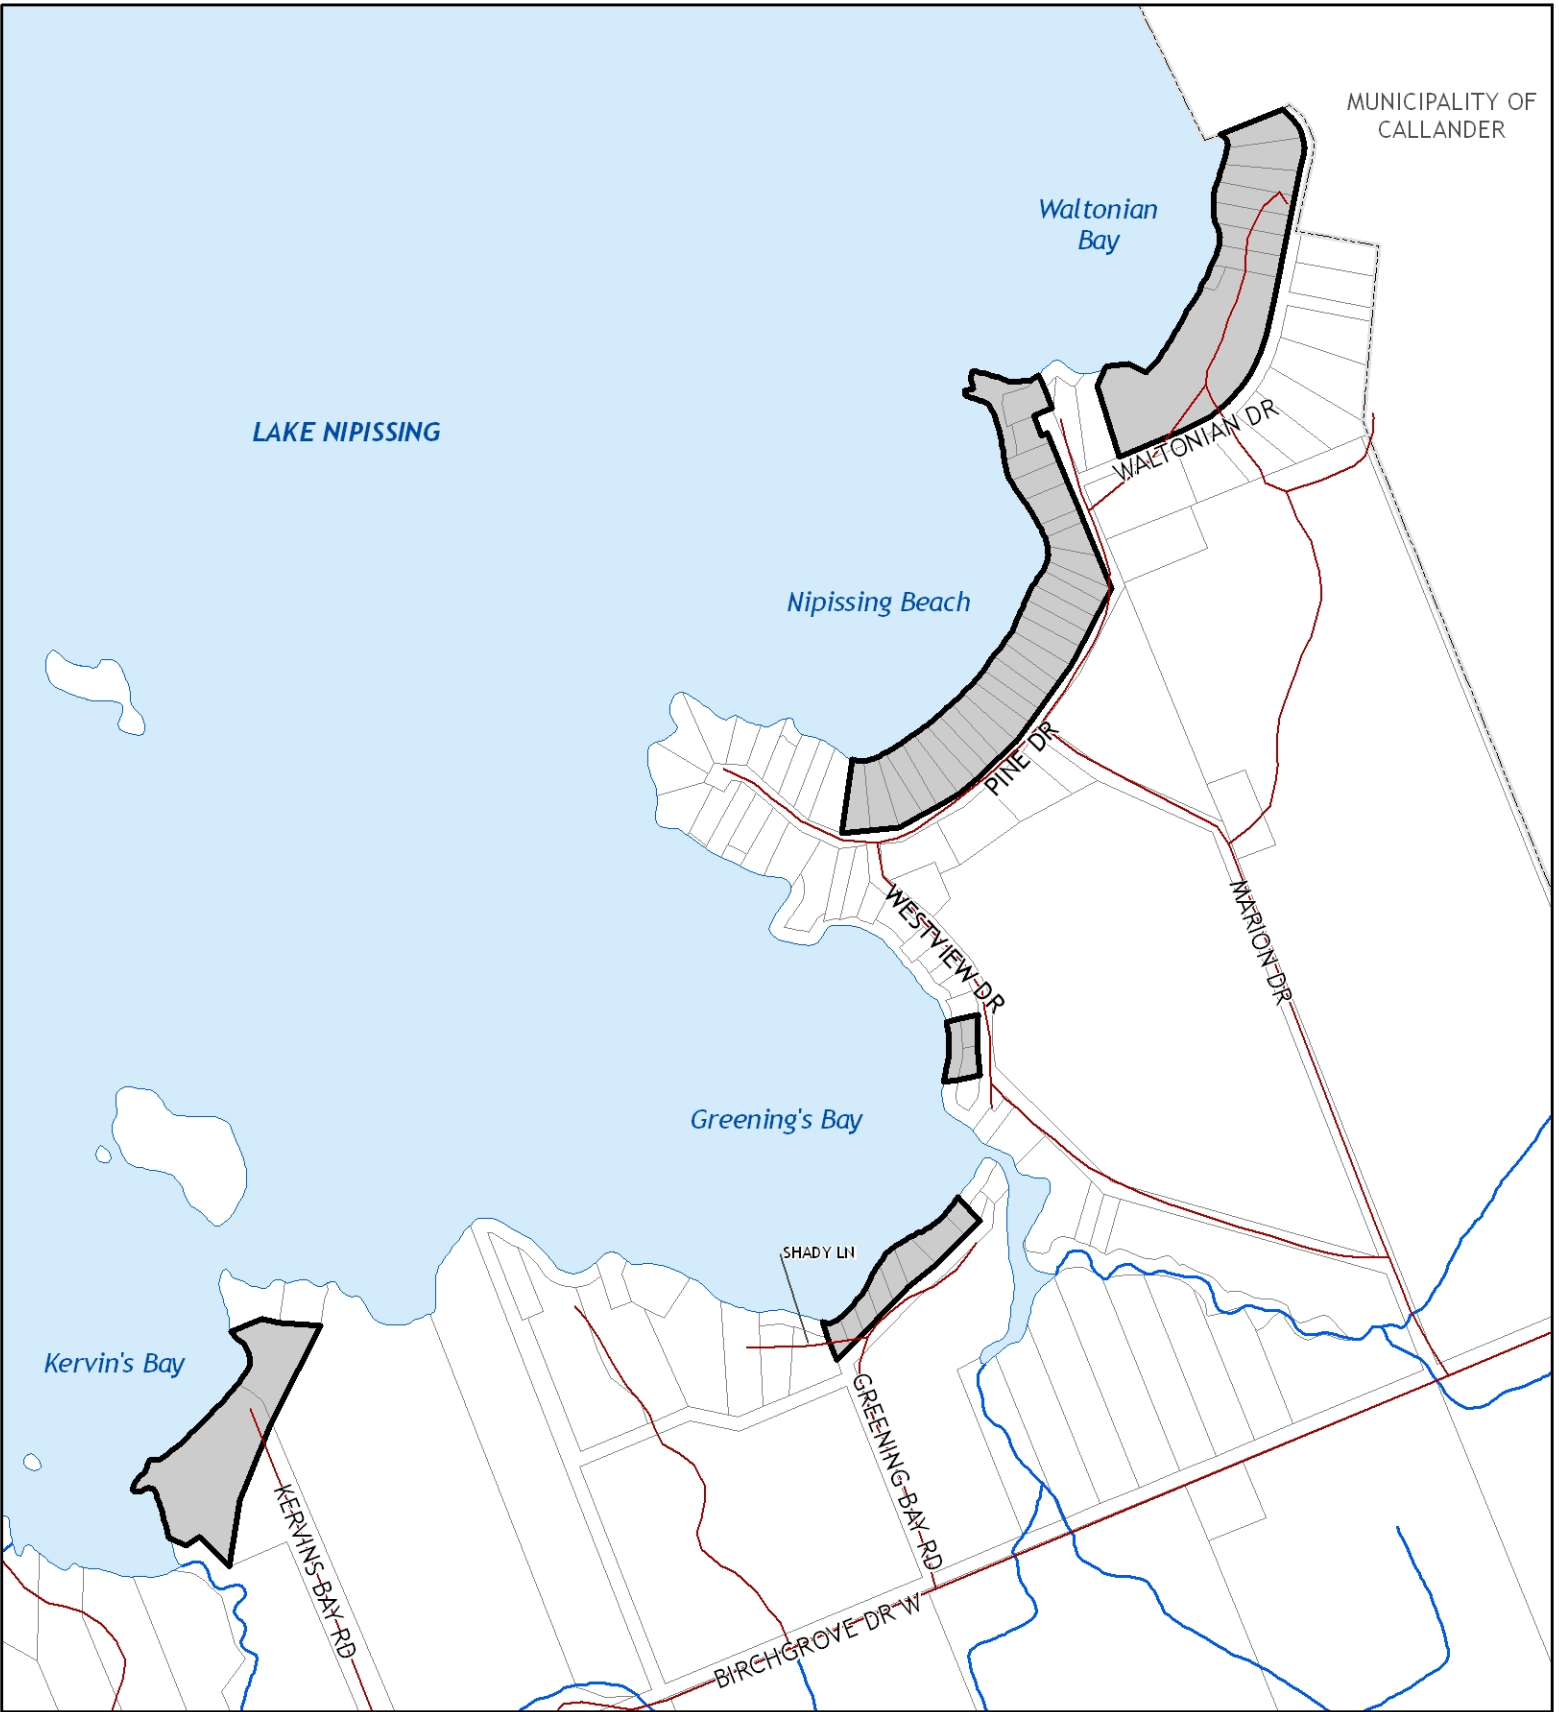 MUNICIPALITY OF
CALLANDER
Waltonian
Bay
WALTONIAN DR
LAKE NIPISSING
Nipissing Beach
PINE DR
WESTVIEW DR
MARION DR
Greening's Bay
SHADY LN
Kervin's Bay
GREENING BAY RD
KERVINS BAY RD
BIRCHGROVE DR W